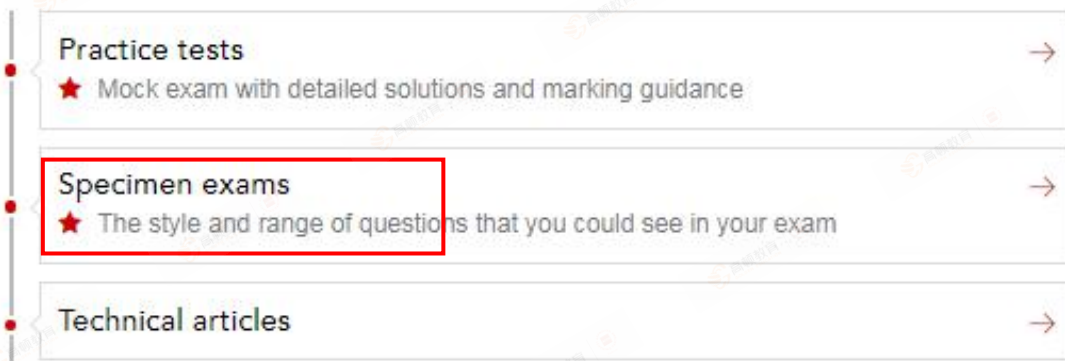 Practice tests
Mock exam with detailed solutions and marking guidance
Specimen exams
The style and range of questions that you could see in your exam
Technical articles